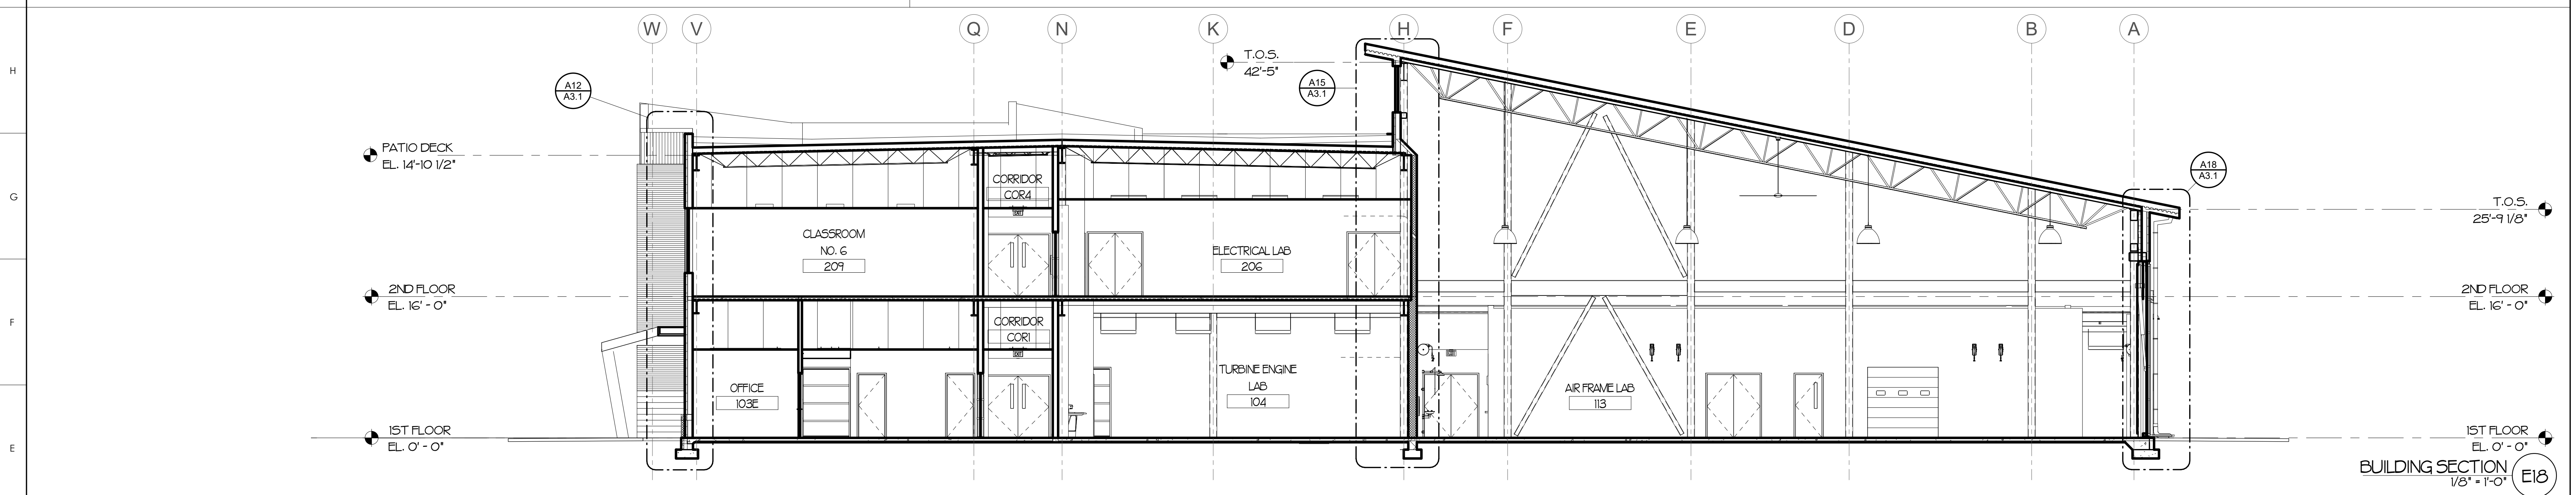 W V Q N K H F E D B A
H
T.O.S.
42'-5"
A12
A3.1
A15
A3.1
PATIO DECK
EL. 14'-10 1/2"
A18
A3.1
G
CORRIDOR
COR4
T.O.S.
25'-9 1/8"
CLASSROOM
NO. 6
209
ELECTRICAL LAB
206
2ND FLOOR
EL. 16' - 0"
2ND FLOOR
EL. 16' - 0"
F
CORRIDOR
COR1
OFFICE
103E
TURBINE ENGINE
LAB
104
AIR FRAME LAB
113
1ST FLOOR
EL. 0' - 0"
1ST FLOOR
EL. 0' - 0"
E
BUILDING SECTION
1/8" = 1'-0"
E18